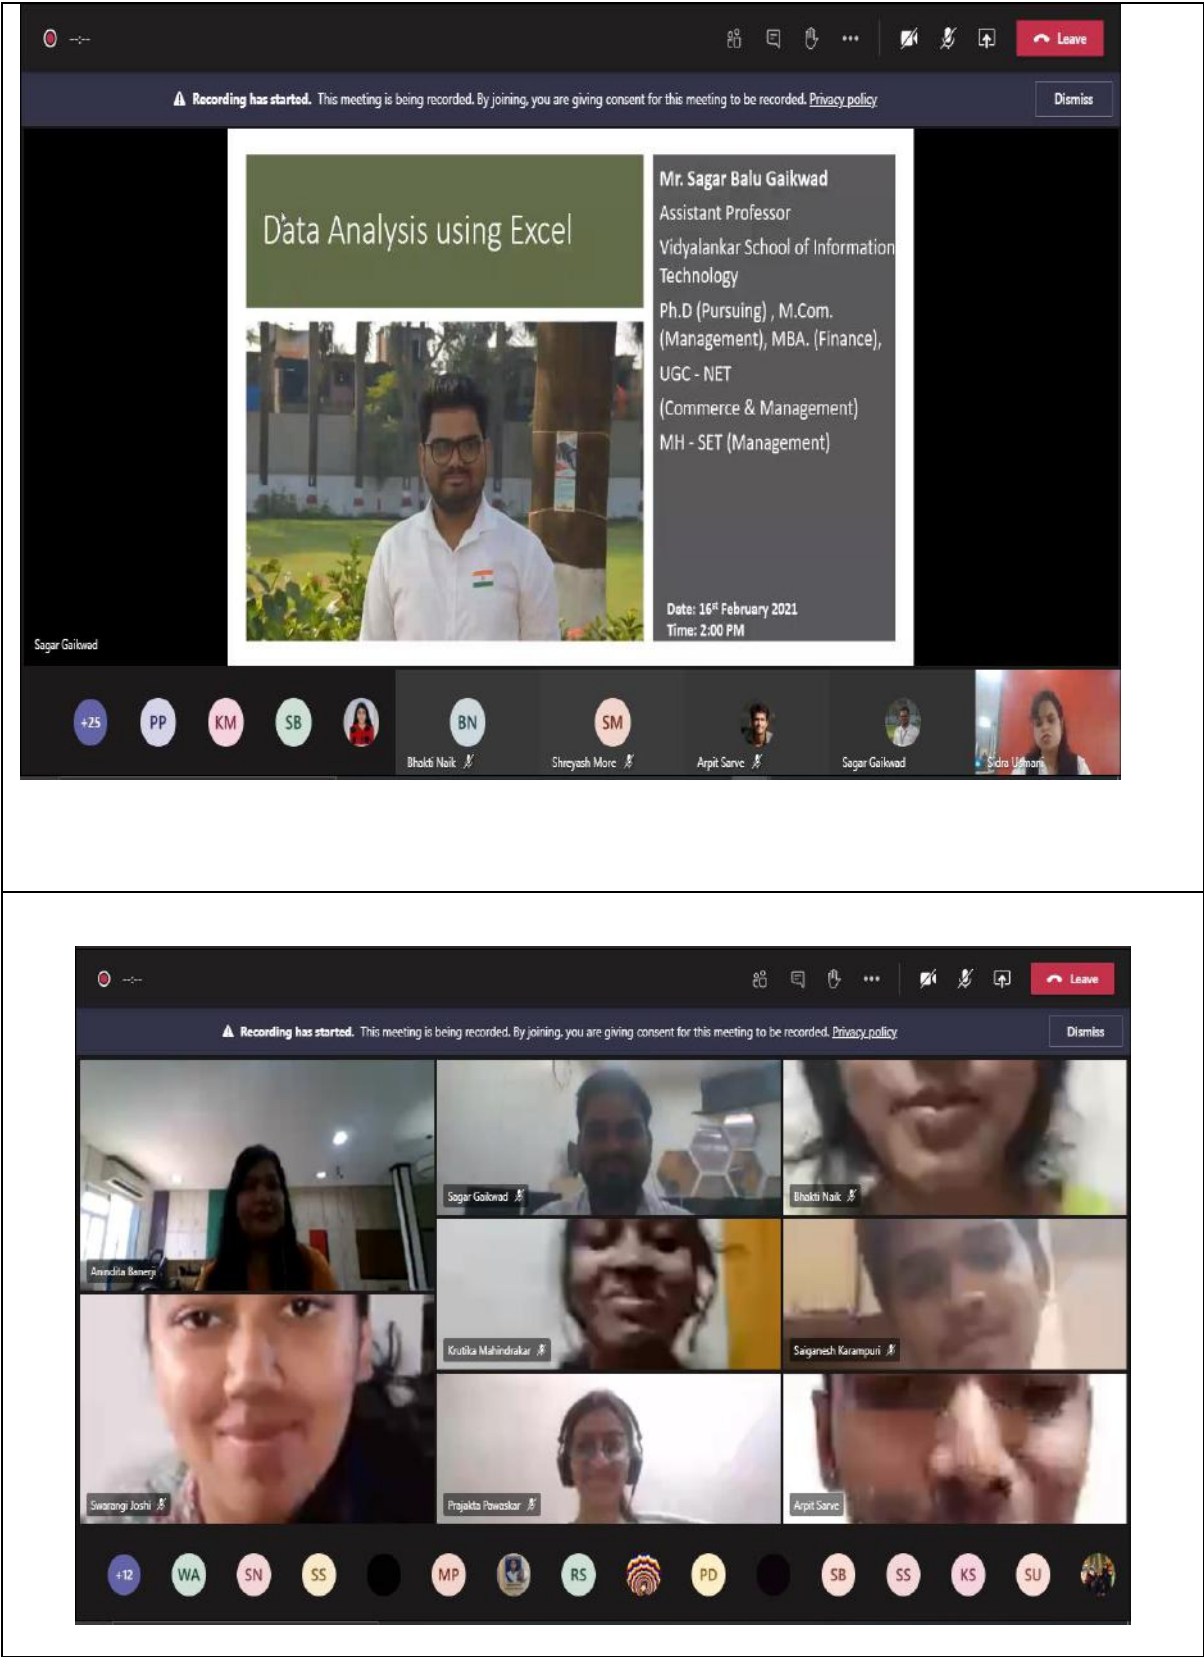 --:--
Leave
Recording has started. This meeting is being recorded. By joining, you are giving consent for this meeting to be recorded. Privacy policy
Dismiss
Data Analysis using Excel
Mr. Sagar Balu Gaikwad
Assistant Professor
Vidyalankar School of Information
Technology
Ph.D (Pursuing) , M.Com.
(Management), MBA. (Finance),
UGC - NET
(Commerce & Management)
MH - SET (Management)
Date: 16st February 2021
Time: 2:00 PM
Sagar Gaikwad
+25
PP
KM
SB
BN
SM
Bhakti Naik
Shreyash More
Arpit Sarve
Sagar Gaikwad
Sidra Usmani
--:--
Leave
Recording has started. This meeting is being recorded. By joining, you are giving consent for this meeting to be recorded. Privacy policy
Dismiss
Anindita Banerji
Sagar Gaikwad
Bhakti Naik
Krutika Mahindrakar
Saiganesh Karampuri
Swarangi Joshi
Prajakta Pawaskar
Arpit Sarve
+12
WA
SN
SS
MP
RS
PD
SB
SS
KS
SU